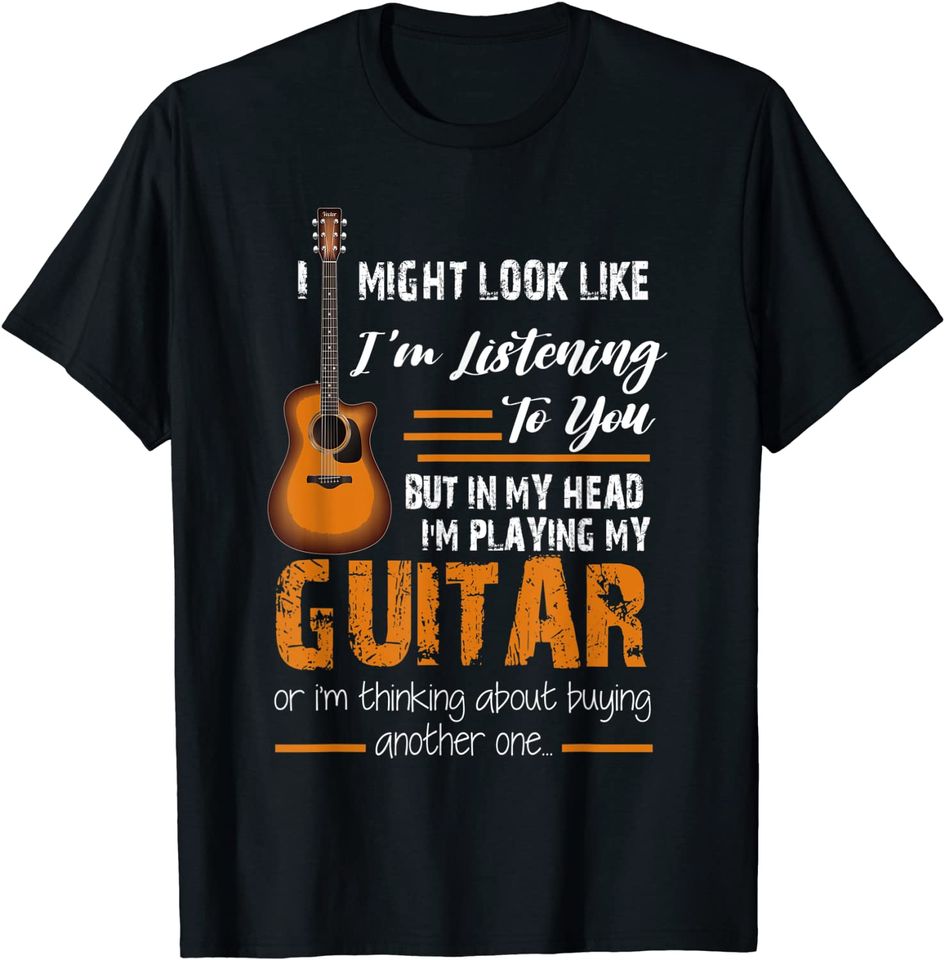 Vector
I MIGHT LOOK LIKE
I'm Listening
To You
BUT IN MY HEAD
I'M PLAYING MY
GUITAR
or i'm thinking about buying
another one...